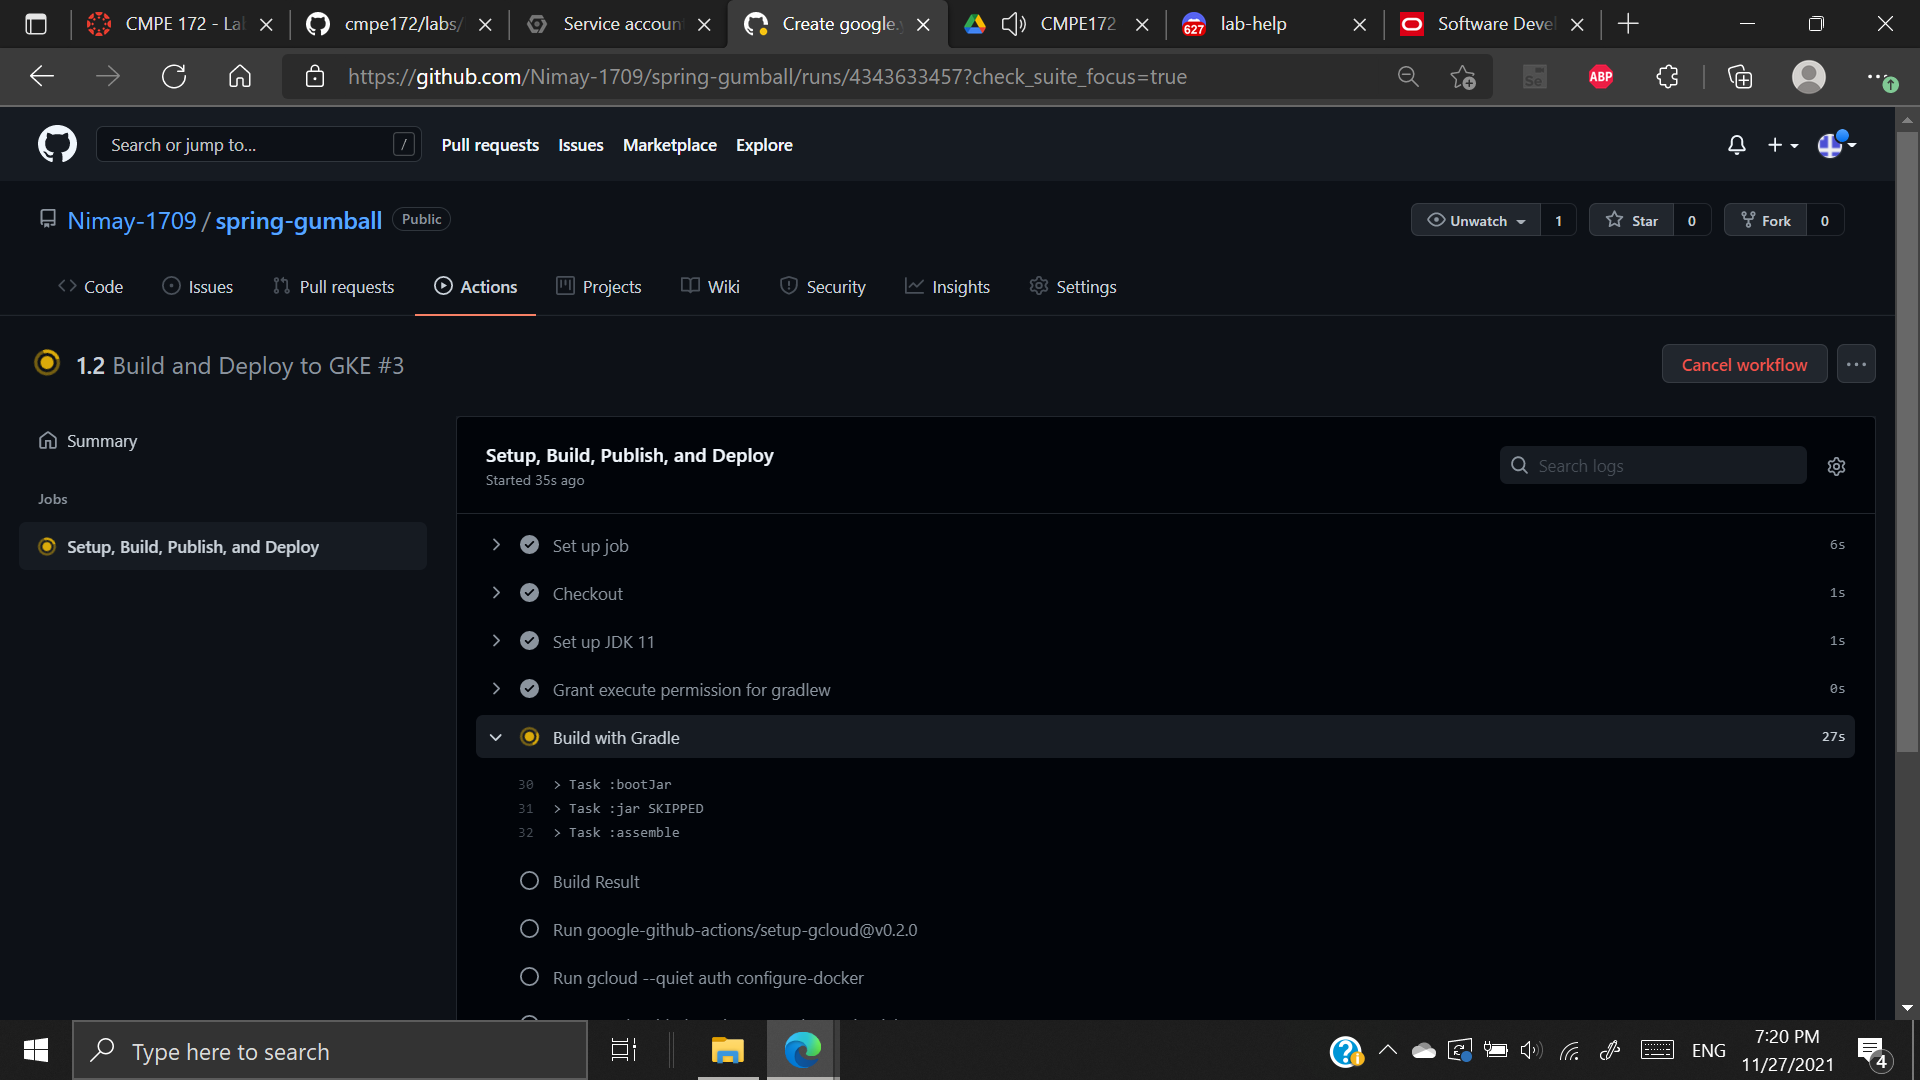 CMPE 172 - La
cmpe172/labs/
Service accoun
Create google.y
CMPE172
627
lab-help
Software Devel
https://github.com/Nimay-1709/spring-gumball/runs/4343633457?check_suite_focus=true
Se
ABP
Search or jump to...
/
Pull requests
Issues
Marketplace
Explore
Nimay-1709 / spring-gumball
Public
Unwatch
1
Star
0
Fork
0
Code
Issues
Pull requests
Actions
Projects
Wiki
Security
Insights
Settings
1.2 Build and Deploy to GKE #3
Cancel workflow
Summary
Jobs
Setup, Build, Publish, and Deploy
Setup, Build, Publish, and Deploy
Started 35s ago
Search logs
Set up job
6s
Checkout
1s
Set up JDK 11
1s
Grant execute permission for gradlew
0s
Build with Gradle
27s
30 > Task :bootJar
31 > Task :jar SKIPPED
32 > Task :assemble
Build Result
Run google-github-actions/setup-gcloud@v0.2.0
Run gcloud --quiet auth configure-docker
Type here to search
ENG
7:20 PM
11/27/2021
4